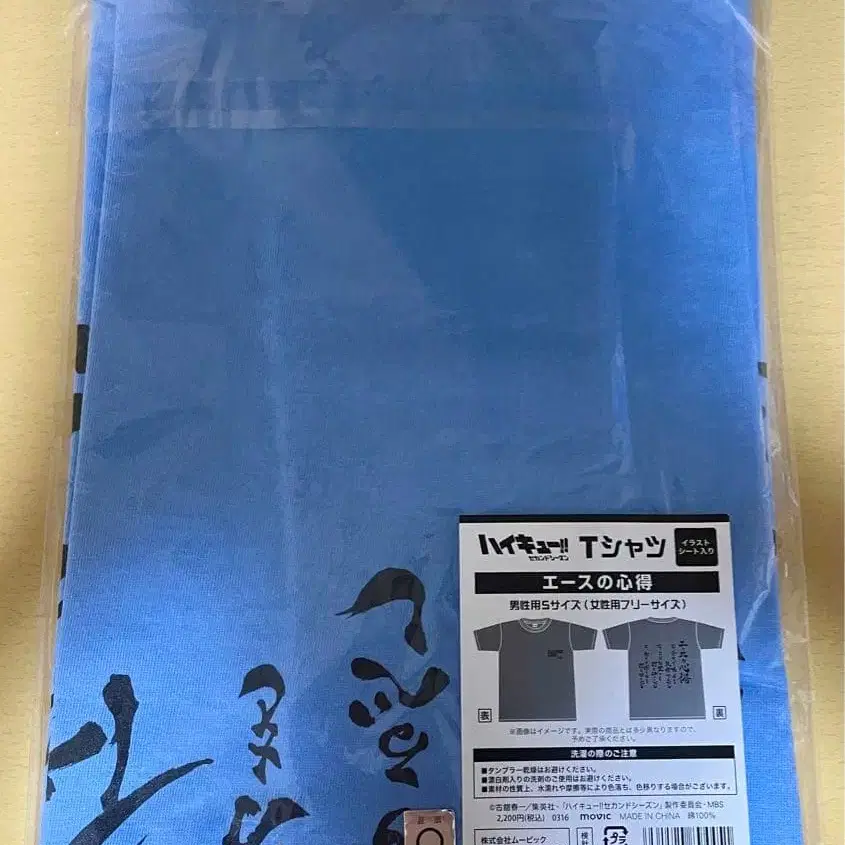 ハイキュー!!
セカンドシーズン
Tシャツ
イラスト
シート入り
エースの心得
男性用Sサイズ(女性用フリーサイズ)
表
裏
※画像はイメージです。実際の商品とは多少異なりますので、
予めご了承ください。
洗濯の際のご注意
■タンブラー乾燥はお避けください。
■漂白剤入りの洗剤のご使用はお避けください。
■素材の性質上、水濡れや摩擦等により色落ち、色移りする場合がございます。
©古舘春一/集英社・「ハイキュー!!セカンドシーズン」製作委員会・MBS
2,200円(税込) 0316 movic MADE IN CHINA 綿100%
株式会社ムービック
プラ